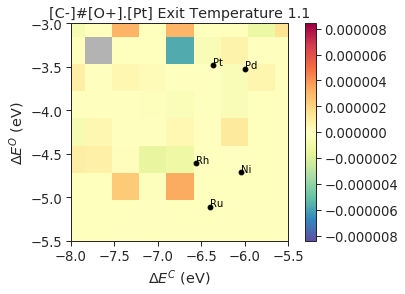 [C-]#[O+].[Pt] Exit Temperature 1.1
−3.0
−3.5
−4.0
−4.5
−5.0
−5.5
ΔE^O (eV)
Pt
Pd
Rh
Ni
Ru
−8.0 −7.5 −7.0 −6.5 −6.0 −5.5
ΔE^C (eV)
0.000008
0.000006
0.000004
0.000002
0.000000
−0.000002
−0.000004
−0.000006
−0.000008